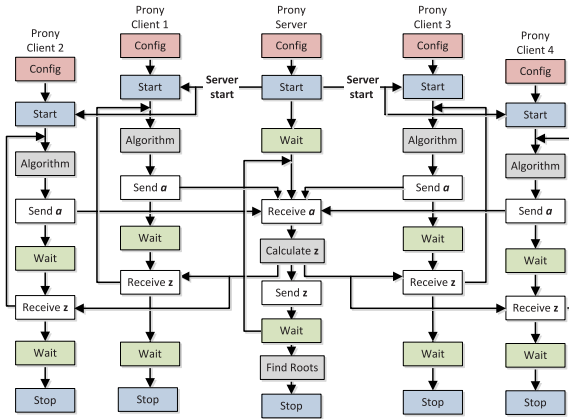 Prony
Client 2
Config
Start
Algorithm
Send a
Wait
Receive z
Wait
Stop
Prony
Client 1
Config
Start
Algorithm
Send a
Wait
Receive z
Wait
Stop
Server
start
Prony
Server
Config
Start
Wait
Receive a
Calculate z
Send z
Wait
Find Roots
Stop
Server
start
Prony
Client 3
Config
Start
Algorithm
Send a
Wait
Receive z
Wait
Stop
Prony
Client 4
Config
Start
Algorithm
Send a
Wait
Receive z
Wait
Stop